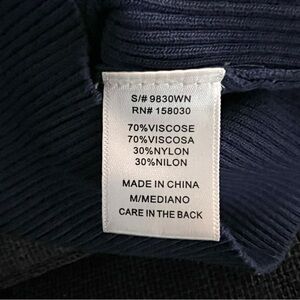 S/# 9830WN
RN# 158030
70%VISCOSE
70%VISCOSA
30%NYLON
30%NILON
MADE IN CHINA
M/MEDIANO
CARE IN THE BACK